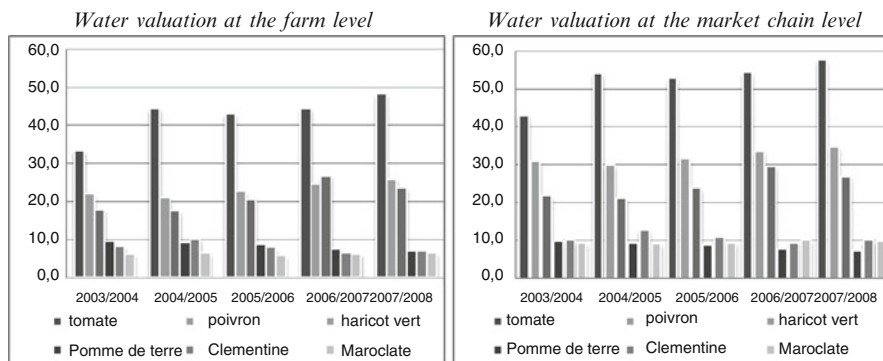 Water valuation at the farm level
60,0
50,0
40,0
30,0
20,0
10,0
0,0
2003/2004 2004/2005 2005/2006 2006/2007 2007/2008
tomate poivron haricot vert
Pomme de terre Clementine Maroclate
Water valuation at the market chain level
60,0
50,0
40,0
30,0
20,0
10,0
0,0
2003/2004 2004/2005 2005/2006 2006/2007 2007/2008
tomate poivron haricot vert
Pomme de terre Clementine Maroclate